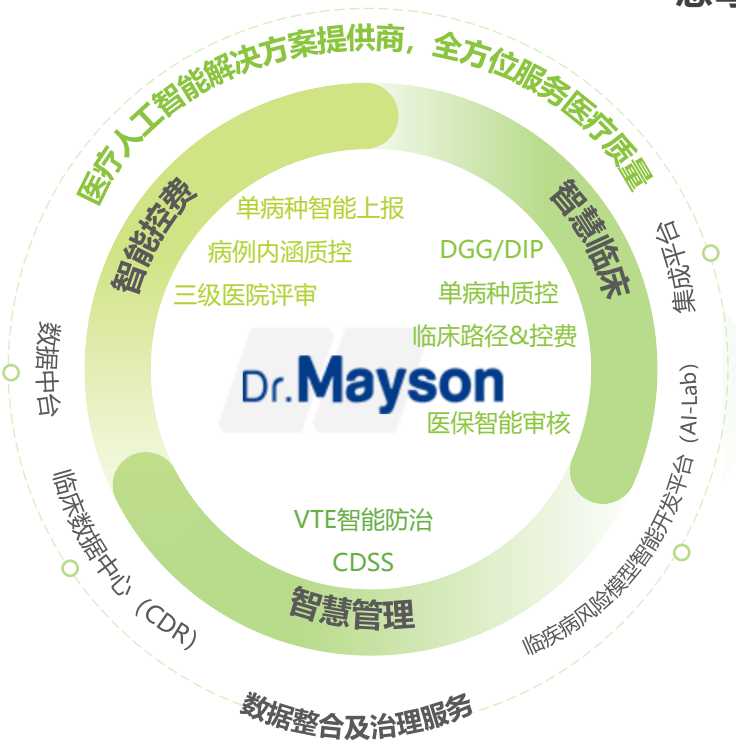 医疗人工智能解决方案提供商，全方位服务医疗质量
智能控费
智慧临床
单病种智能上报
病例内涵质控
三级医院评审
DGG/DIP
单病种质控
临床路径&控费
Dr.Mayson
医保智能审核
VTE智能防治
CDSS
智慧管理
集成平台
数据中台
临床数据中心（CDR）
临疾病风险模型智能开发平台（AI-Lab）
数据整合及治理服务